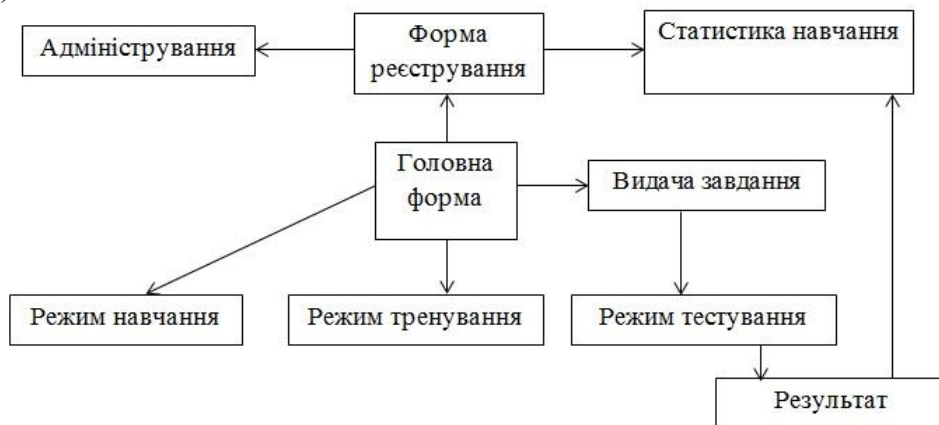 Адміністрування
Форма
реєстрування
Статистика навчання
Головна
форма
Видача завдання
Режим навчання
Режим тренування
Режим тестування
Результат